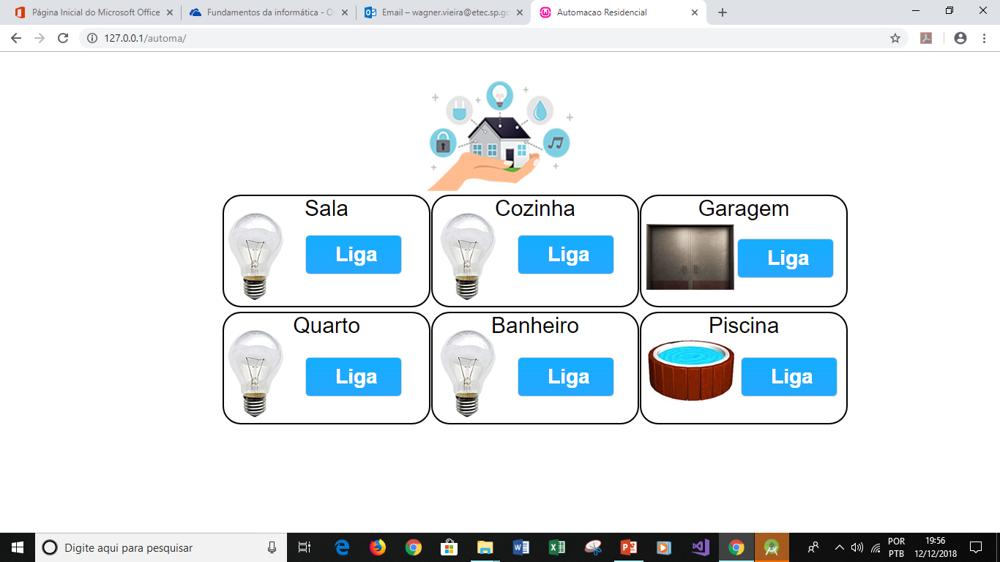 Página Inicial do Microsoft Office
Fundamentos da informática - O
Email – wagner.vieira@etec.sp.go
Automacao Residencial
127.0.0.1/automa/
Sala
Cozinha
Garagem
Liga
Liga
Liga
Quarto
Banheiro
Piscina
Liga
Liga
Liga
Digite aqui para pesquisar
POR
PTB
19:56
12/12/2018